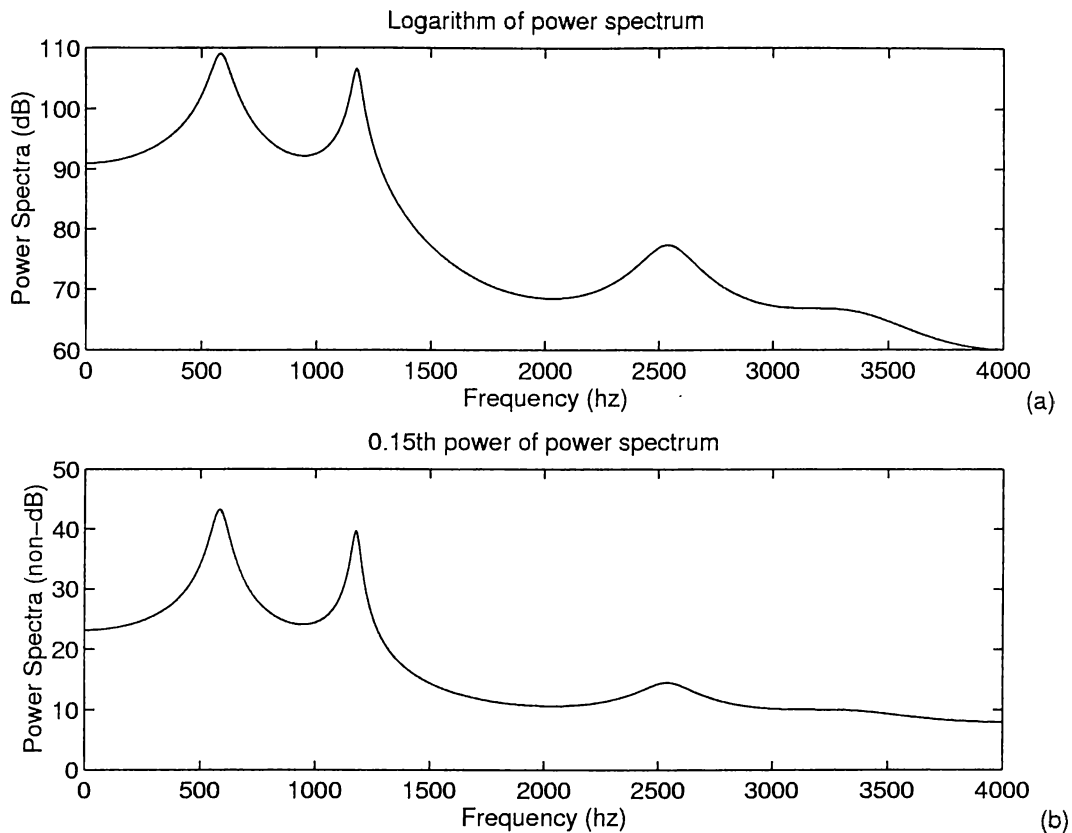 Logarithm of power spectrum
Power Spectra (dB)
110
100
90
80
70
60
0 500 1000 1500 2000 2500 3000 3500 4000
Frequency (hz)
(a)
0.15th power of power spectrum
Power Spectra (non-dB)
50
40
30
20
10
0
0 500 1000 1500 2000 2500 3000 3500 4000
Frequency (hz)
(b)